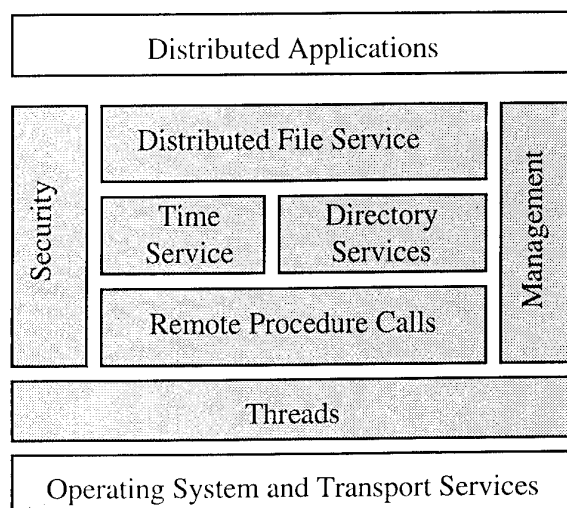 Distributed Applications
Security
Distributed File Service
Time
Service
Directory
Services
Remote Procedure Calls
Management
Threads
Operating System and Transport Services